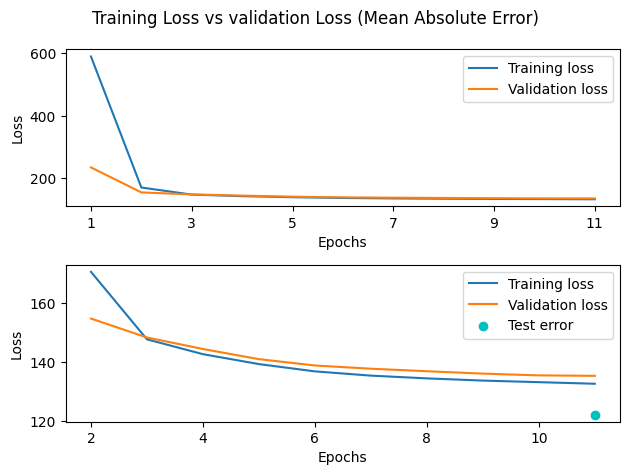 Training Loss vs validation Loss (Mean Absolute Error)
600
400
200
Loss
Training loss
Validation loss
1 3 5 7 9 11
Epochs
160
140
120
Loss
Training loss
Validation loss
Test error
2 4 6 8 10
Epochs